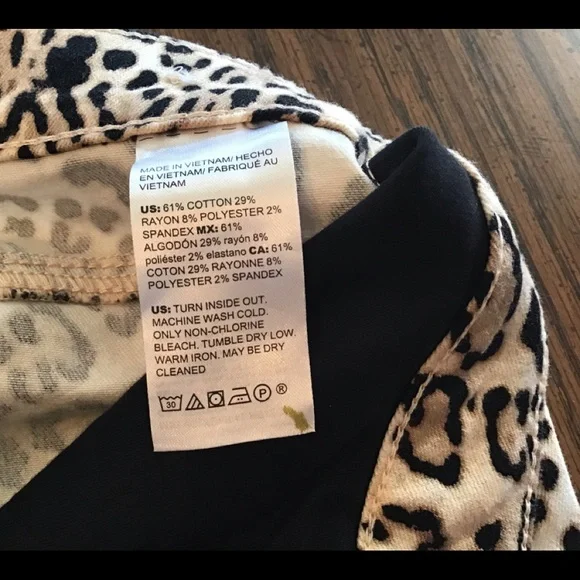 MADE IN VIETNAM/ HECHO
EN VIETNAM/ FABRIQUÉ AU
VIETNAM
US: 61% COTTON 29%
RAYON 8% POLYESTER 2%
SPANDEX MX: 61%
ALGODÓN 29% rayón 8%
poliéster 2% elastano CA: 61%
COTON 29% RAYONNE 8%
POLYESTER 2% SPANDEX
US: TURN INSIDE OUT.
MACHINE WASH COLD.
ONLY NON-CHLORINE
BLEACH. TUMBLE DRY LOW.
WARM IRON. MAY BE DRY
CLEANED
30 P ®